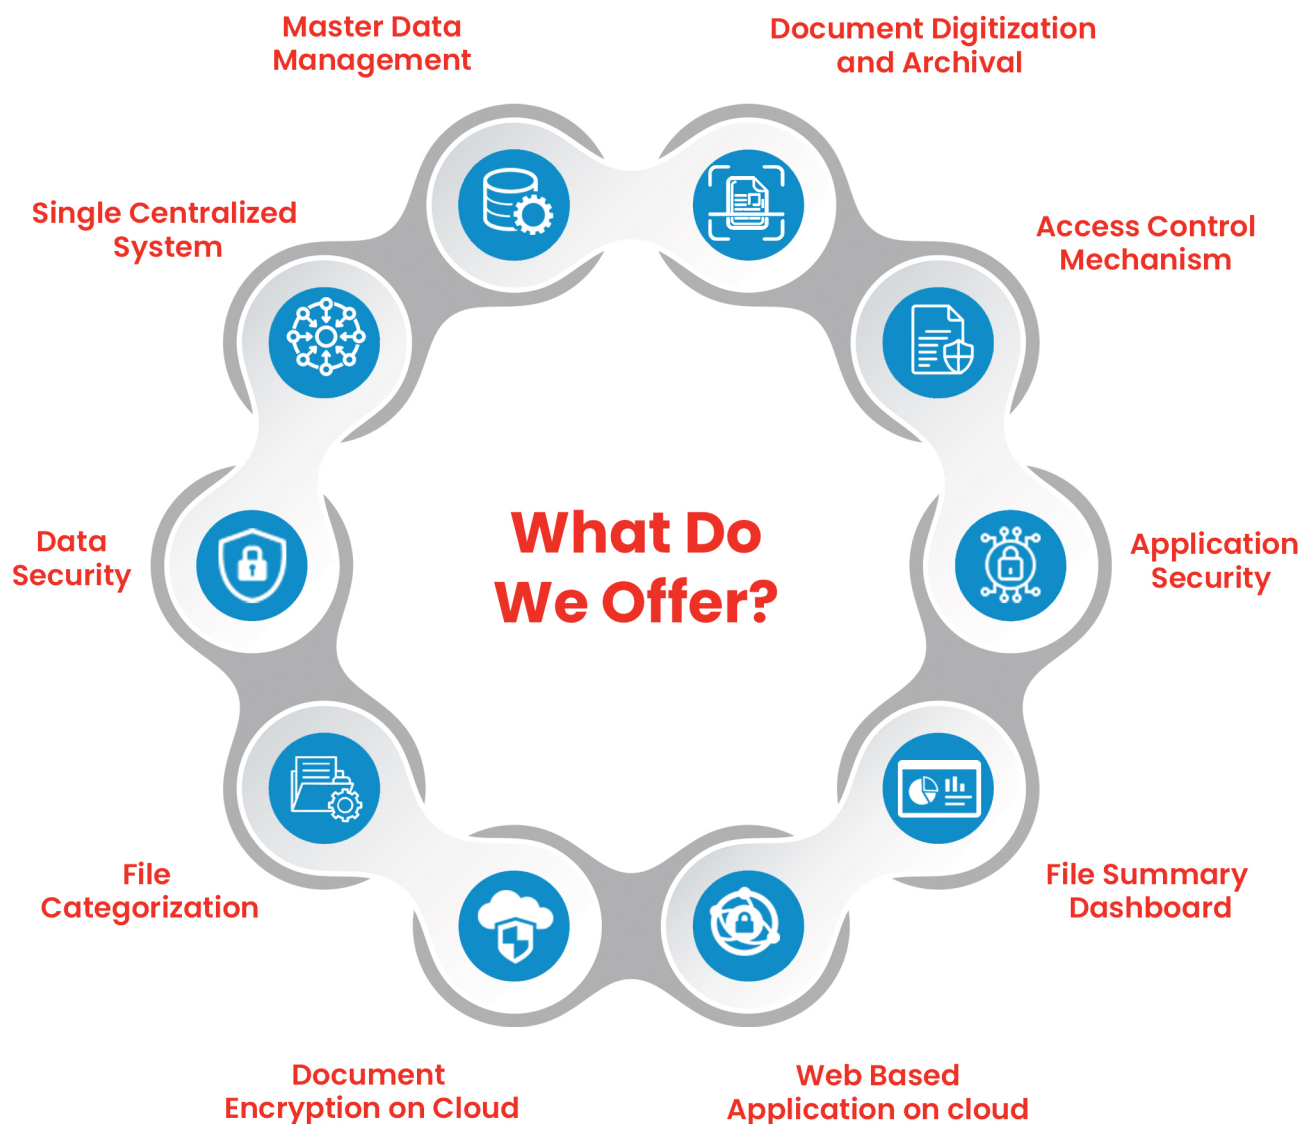 Master Data
Management
Document Digitization
and Archival
Single Centralized
System
Access Control
Mechanism
What Do
We Offer?
Data
Security
Application
Security
File
Categorization
File Summary
Dashboard
Document
Encryption on Cloud
Web Based
Application on cloud